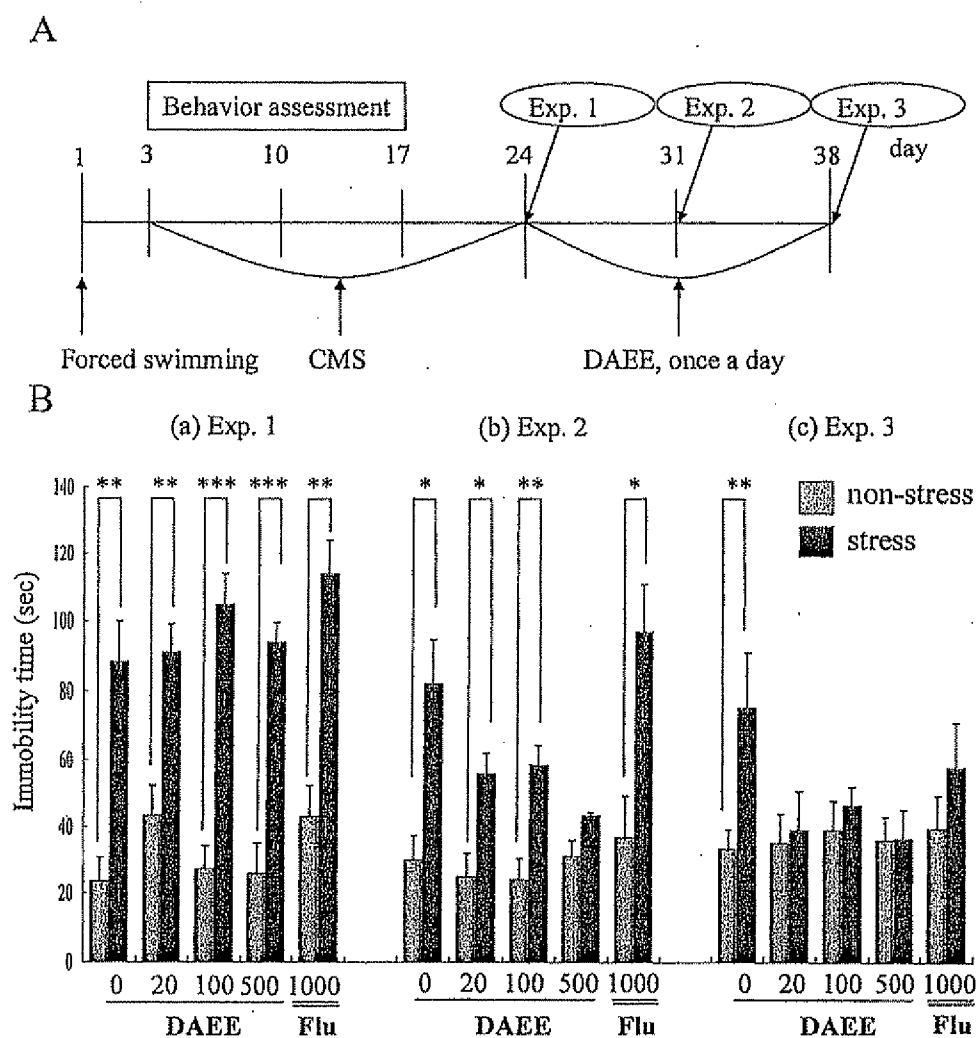 A
Behavior assessment
Exp. 1 Exp. 2 Exp. 3
1 3 10 17 24 31 38 day
Forced swimming CMS DAEE, once a day
B
(a) Exp. 1 (b) Exp. 2 (c) Exp. 3
** ** *** *** ** * * ** * **
non-stress
stress
Immobility time (sec)
140
120
100
80
60
40
20
0
0 20 100 500 1000 0 20 100 500 1000 0 20 100 500 1000
DAEE Flu DAEE Flu DAEE Flu